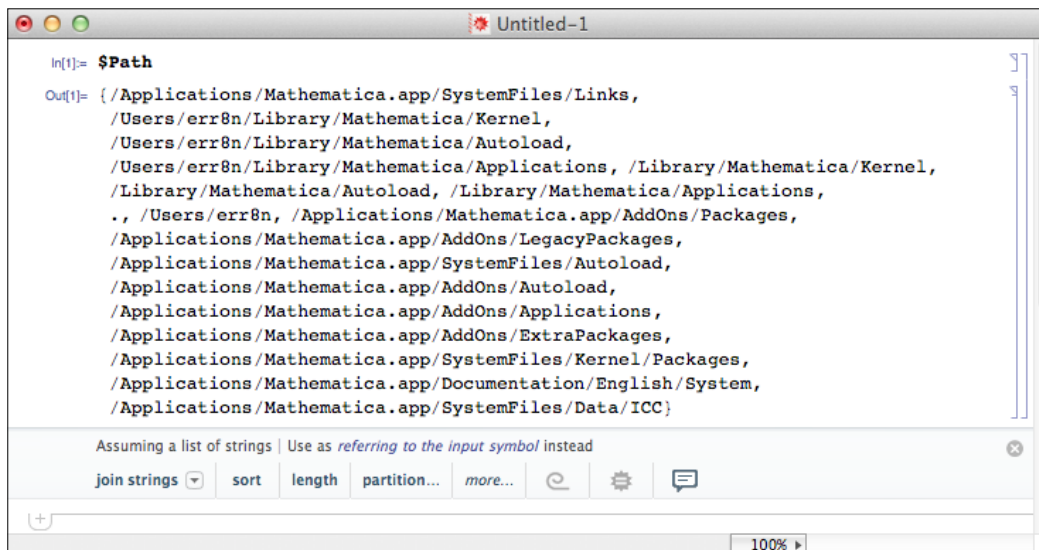 Untitled-1
In[1]:= $Path
Out[1]= {/Applications/Mathematica.app/SystemFiles/Links,
/Users/err8n/Library/Mathematica/Kernel,
/Users/err8n/Library/Mathematica/Autoload,
/Users/err8n/Library/Mathematica/Applications, /Library/Mathematica/Kernel,
/Library/Mathematica/Autoload, /Library/Mathematica/Applications,
., /Users/err8n, /Applications/Mathematica.app/AddOns/Packages,
/Applications/Mathematica.app/AddOns/LegacyPackages,
/Applications/Mathematica.app/SystemFiles/Autoload,
/Applications/Mathematica.app/AddOns/Autoload,
/Applications/Mathematica.app/AddOns/Applications,
/Applications/Mathematica.app/AddOns/ExtraPackages,
/Applications/Mathematica.app/SystemFiles/Kernel/Packages,
/Applications/Mathematica.app/Documentation/English/System,
/Applications/Mathematica.app/SystemFiles/Data/ICC}
Assuming a list of strings | Use as referring to the input symbol instead
join strings sort length partition... more...
100%